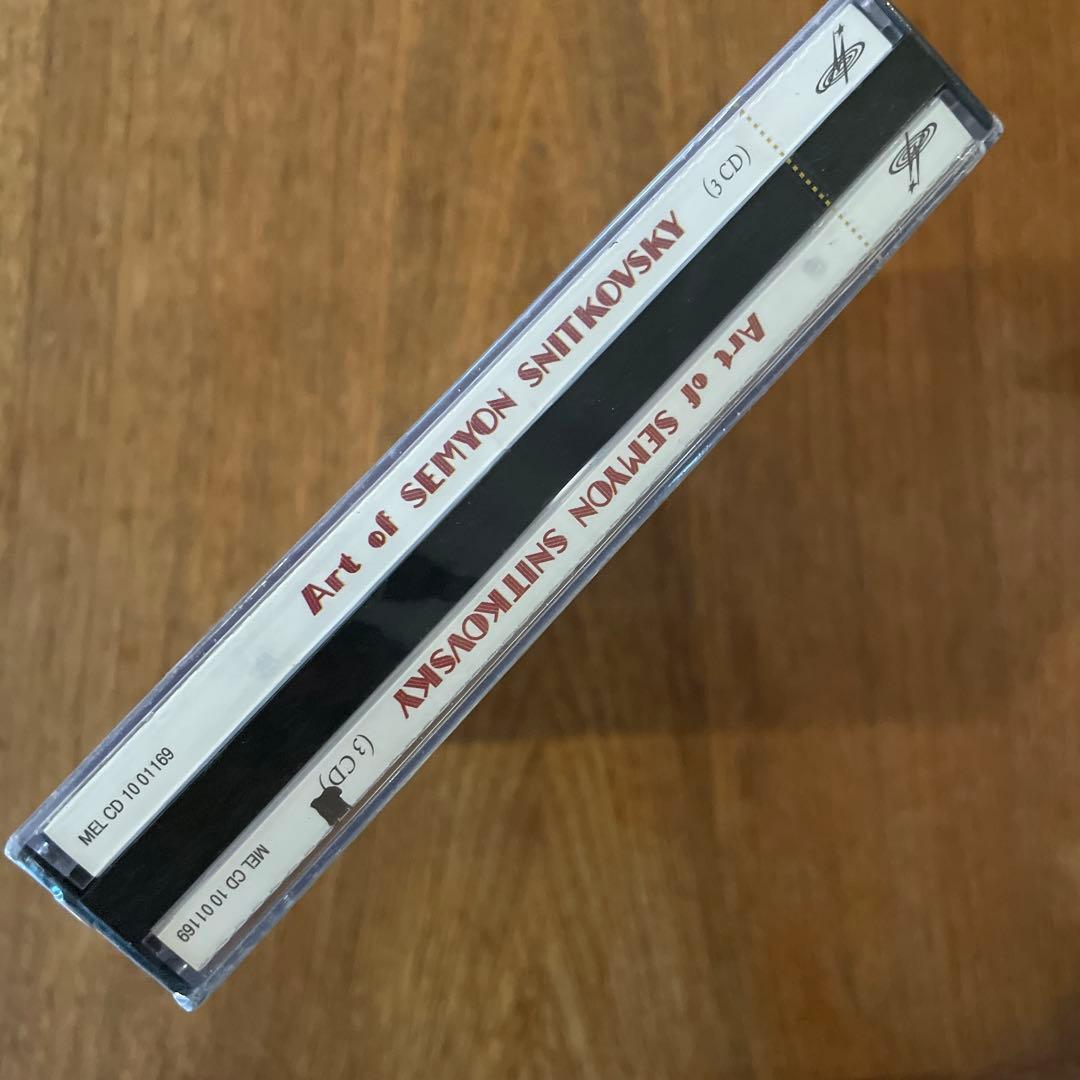 MEL CD 10 01169 Art of SEMYON SNITKOVSKY (3 CD)
Art of SEMYON SNITKOVSKY (3 CD) MEL CD 10 01169